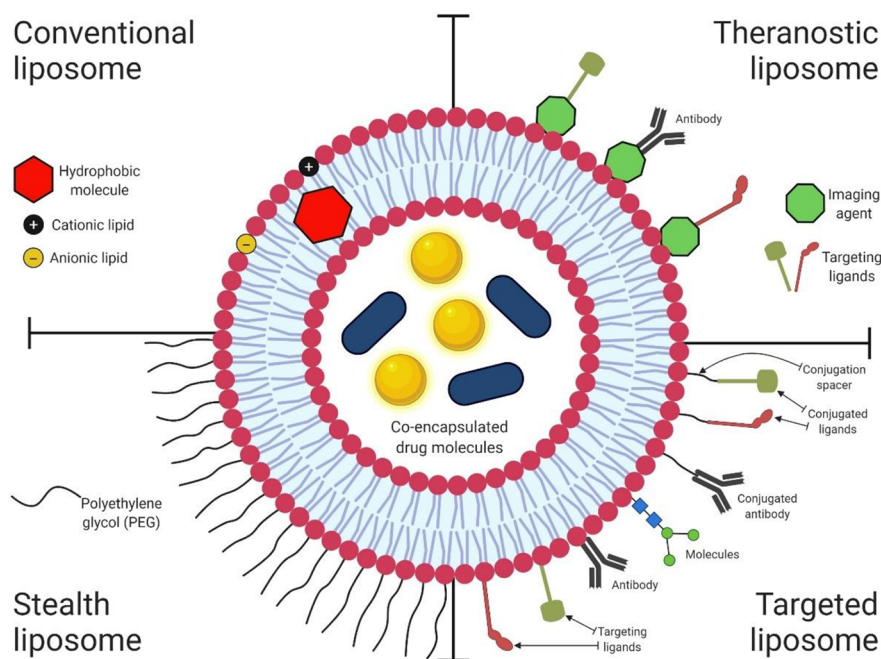 Conventional
liposome
Theranostic
liposome
Hydrophobic
molecule
+
Cationic lipid
−
Anionic lipid
Antibody
Imaging
agent
Targeting
ligands
Co-encapsulated
drug molecules
Conjugation
spacer
Conjugated
ligands
Conjugated
antibody
Molecules
Antibody
Targeting
ligands
Polyethylene
glycol (PEG)
Stealth
liposome
Targeted
liposome